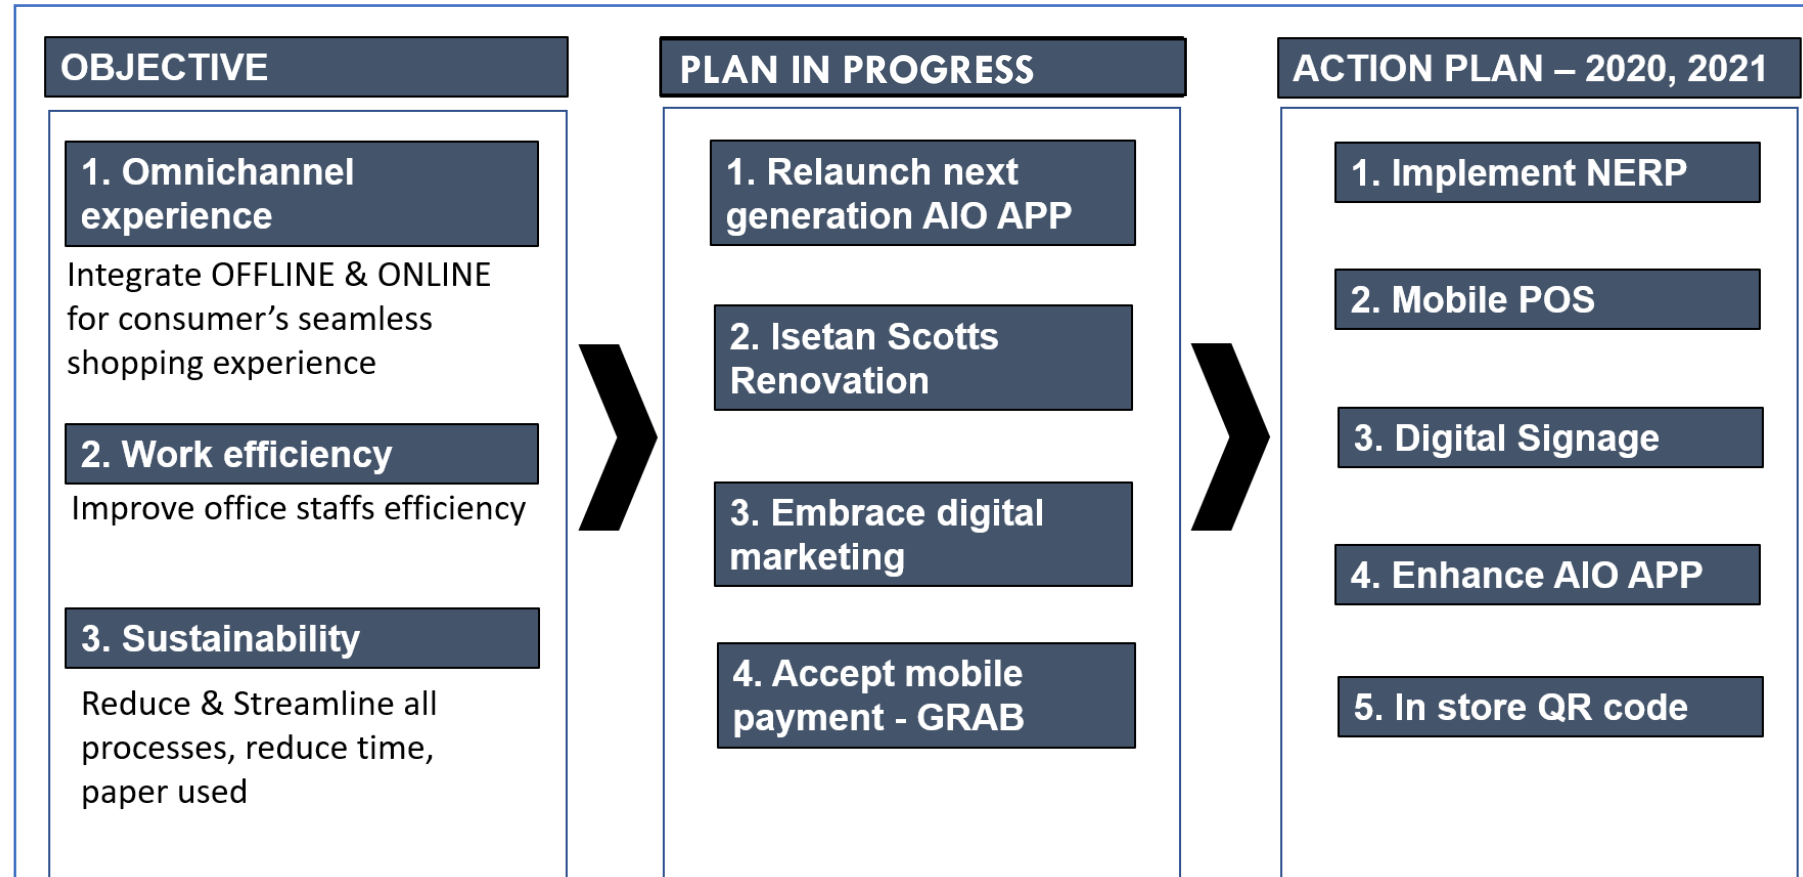 OBJECTIVE
1. Omnichannel
experience
Integrate OFFLINE & ONLINE
for consumer’s seamless
shopping experience
2. Work efficiency
Improve office staffs efficiency
3. Sustainability
Reduce & Streamline all
processes, reduce time,
paper used
PLAN IN PROGRESS
1. Relaunch next
generation AIO APP
2. Isetan Scotts
Renovation
3. Embrace digital
marketing
4. Accept mobile
payment - GRAB
ACTION PLAN – 2020, 2021
1. Implement NERP
2. Mobile POS
3. Digital Signage
4. Enhance AIO APP
5. In store QR code